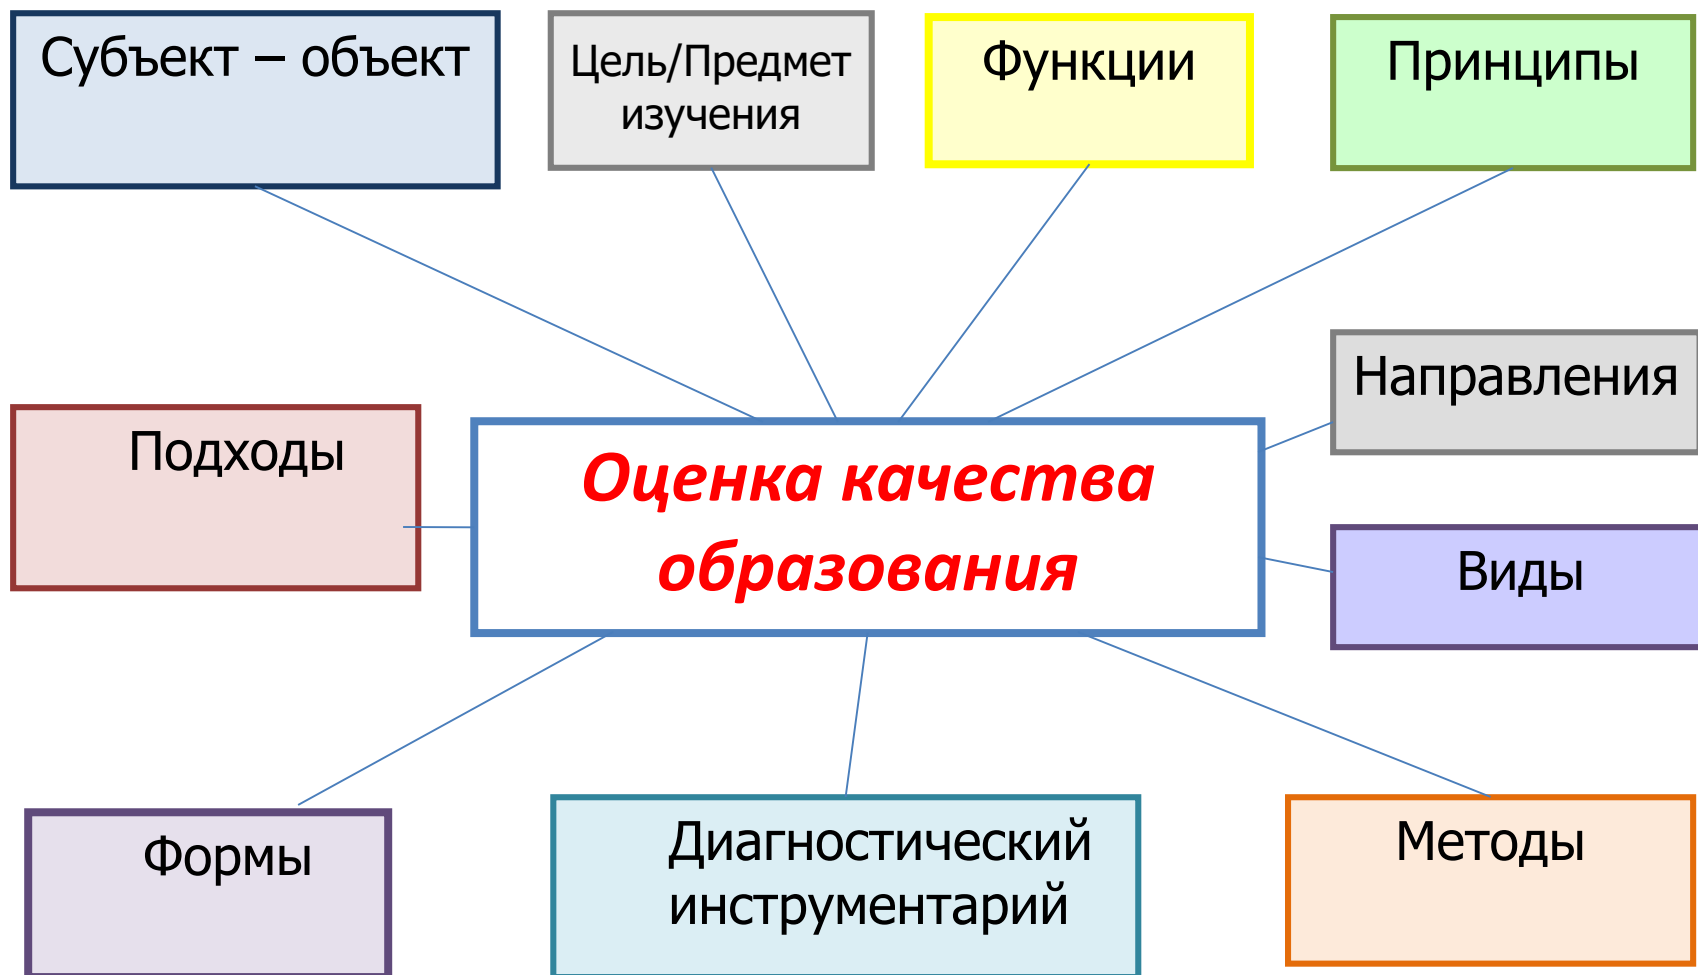 Субъект – объект
Цель/Предмет
изучения
Функции
Принципы
Направления
Подходы
Оценка качества
образования
Виды
Формы
Диагностический
инструментарий
Методы